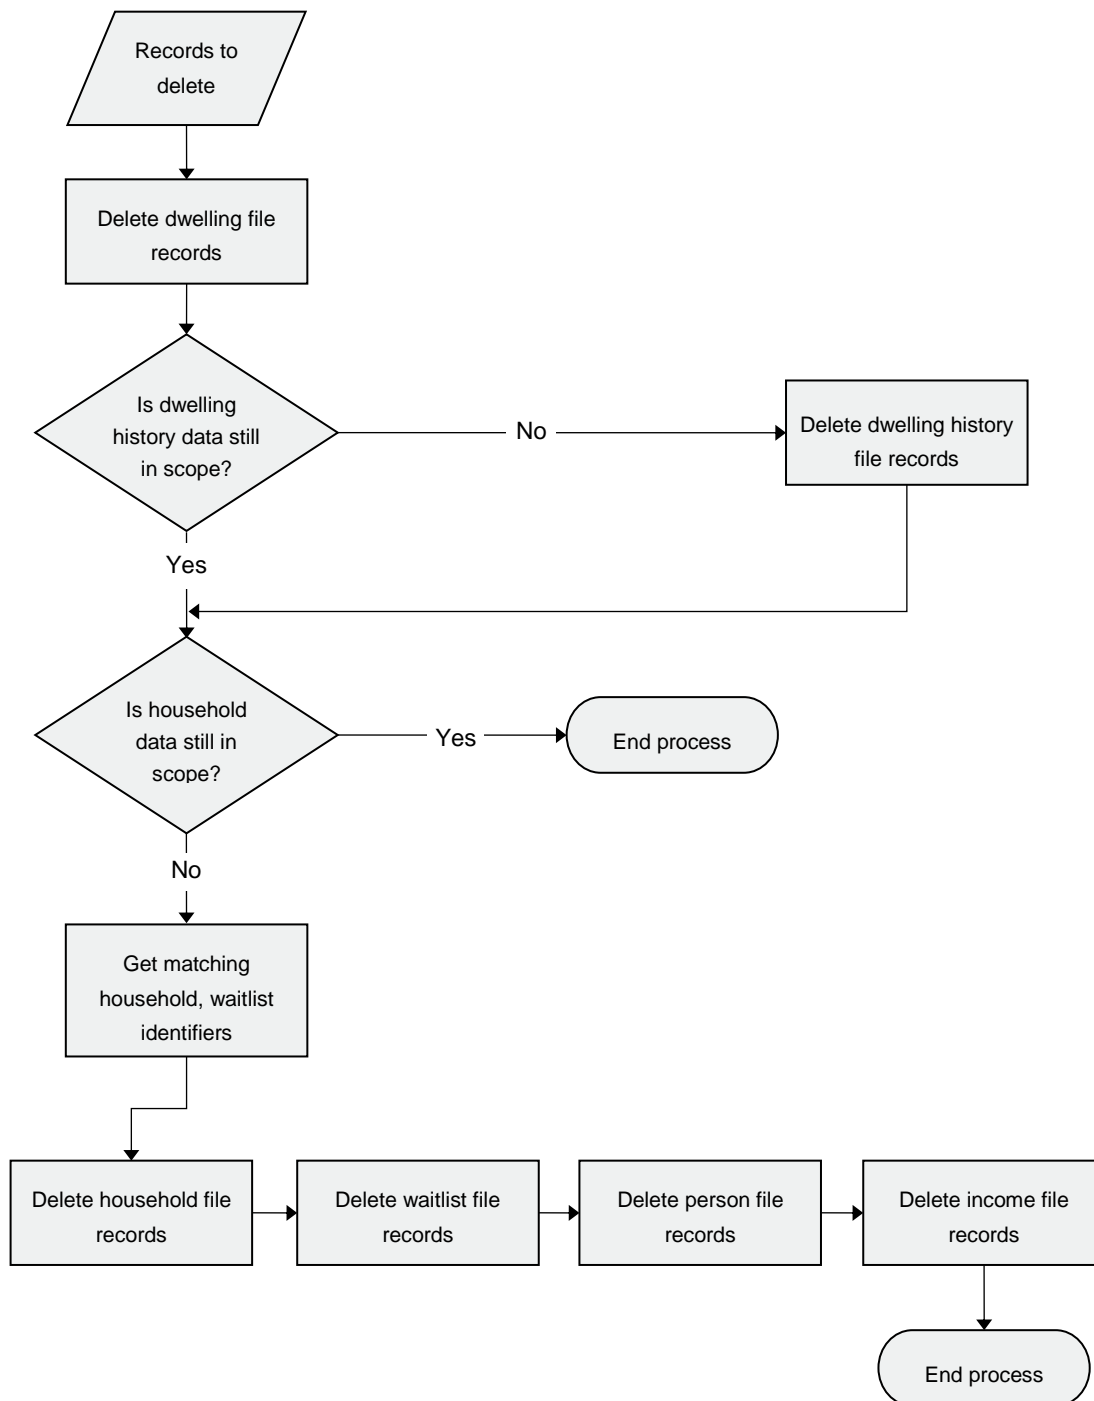 Records to
delete
Delete dwelling file
records
Is dwelling
history data still
in scope?
No
Delete dwelling history
file records
Yes
Is household
data still in
scope?
Yes
End process
No
Get matching
household, waitlist
identifiers
Delete household file
records
Delete waitlist file
records
Delete person file
records
Delete income file
records
End process